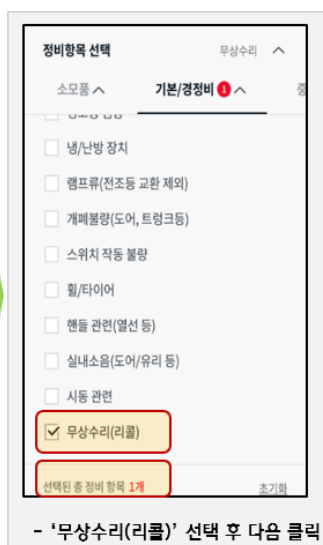 정비항목 선택 무상수리
소모품 기본/경정비 1 중
냉/난방 장치
램프류(전조등 교환 제외)
개폐불량(도어, 트렁크등)
스위치 작동 불량
휠/타이어
핸들 관련(열선 등)
실내소음(도어/유리 등)
시동 관련
무상수리(리콜)
선택된 총 정비 항목 1개 초기화
- ‘무상수리(리콜)’ 선택 후 다음 클릭